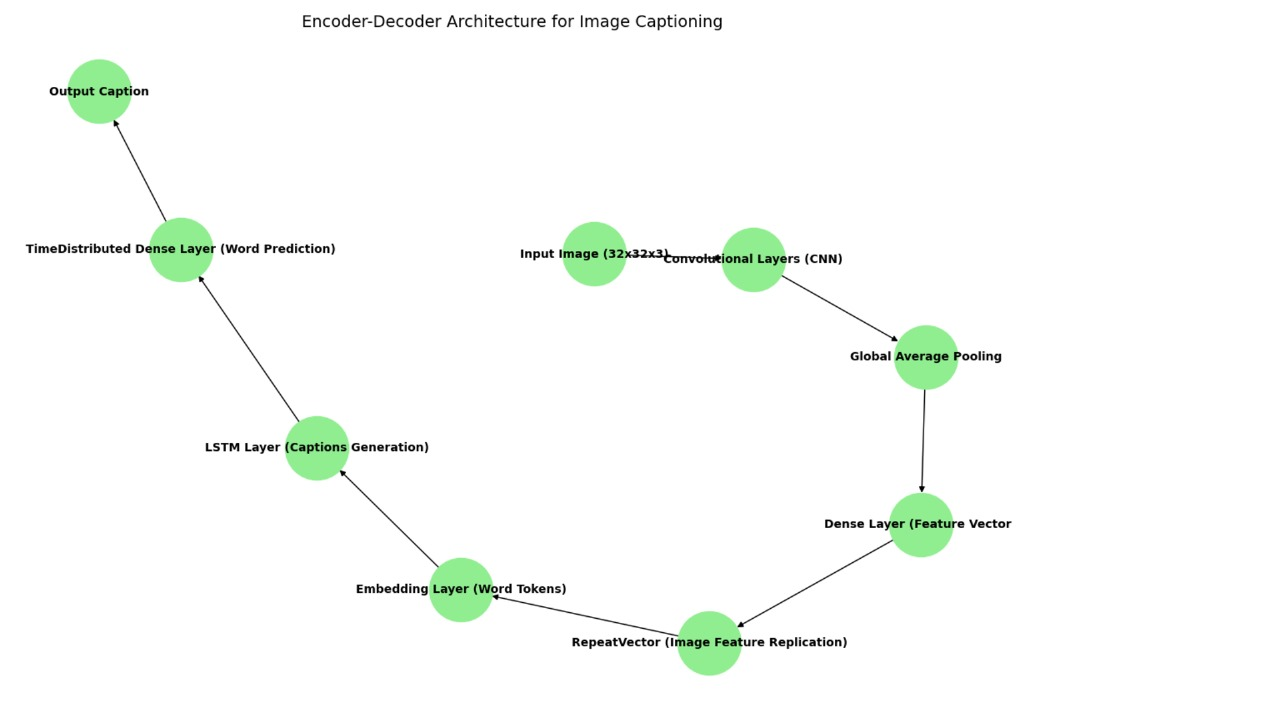 Encoder-Decoder Architecture for Image Captioning
Output Caption
TimeDistributed Dense Layer (Word Prediction)
Input Image (32x32x3)
Convolutional Layers (CNN)
Global Average Pooling
LSTM Layer (Captions Generation)
Dense Layer (Feature Vector
Embedding Layer (Word Tokens)
RepeatVector (Image Feature Replication)